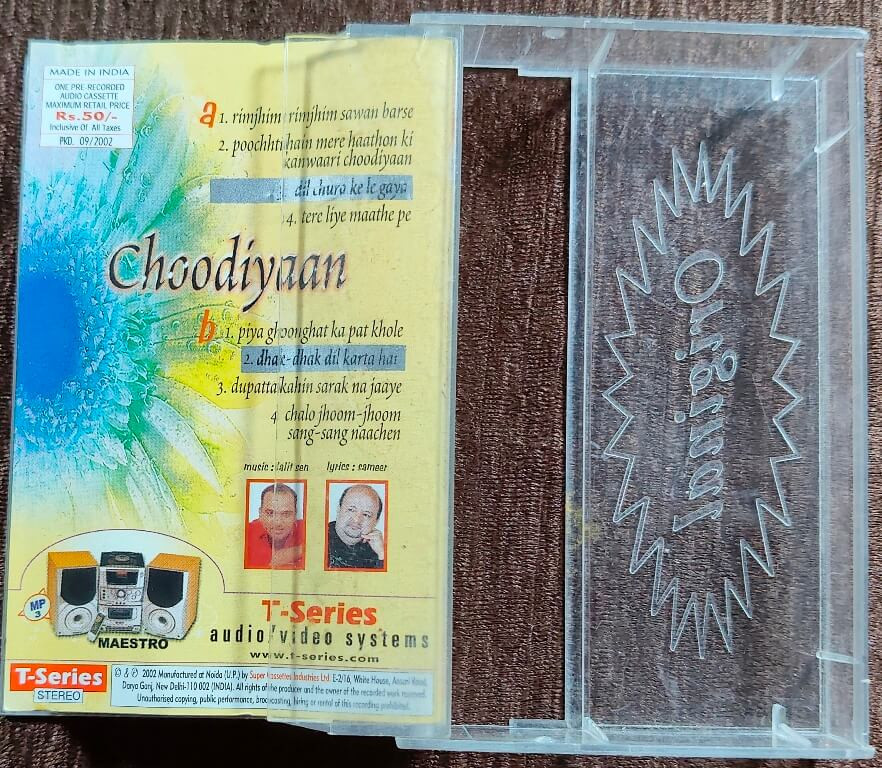 MADE IN INDIA
ONE PRE-RECORDED
AUDIO CASSETTE
MAXIMUM RETAIL PRICE
Rs.50/-
Inclusive Of All Taxes
PKD. 09/2002
a 1. rimjhim rimjhim sawan barse
2. poochhti hain mere haathon ki
kanwaari choodiyaan
3. dil chura ke le gaya
4. tere liye maathe pe
Choodiyaan
b 1. piya ghoonghat ka pat khole
2. dhak-dhak dil karta hai
3. dupatta kahin sarak na jaaye
4 chalo jhoom-jhoom
sang-sang naachen
music : lalit sen lyrics : sameer
MP
3
MAESTRO
T-Series
audio/video systems
www.t-series.com
T-Series
STEREO
© & ℗ 2002 Manufactured at Noida (U.P.) by Super Cassettes Industries Ltd. E-2/16, White House, Ansari Road,
Darya Ganj, New Delhi-110 002 (INDIA). All rights of the producer and the owner of the recorded work reserved.
Unauthorised copying, public performance, broadcasting, hiring or rental of this recording prohibited.
Original